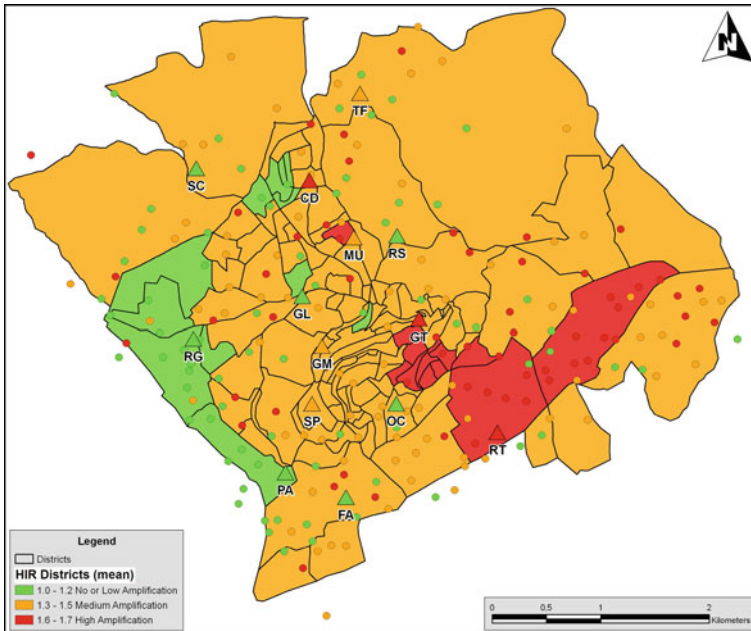 N
TF
SC
CD
MU
RS
GL
GT
RG
GM
SP
OC
RT
PA
FA
Legend
Districts
HIR Districts (mean)
1.0 - 1.2 No or Low Amplification
1.3 - 1.5 Medium Amplification
1.6 - 1.7 High Amplification
0 0.5 1 2
Kilometers